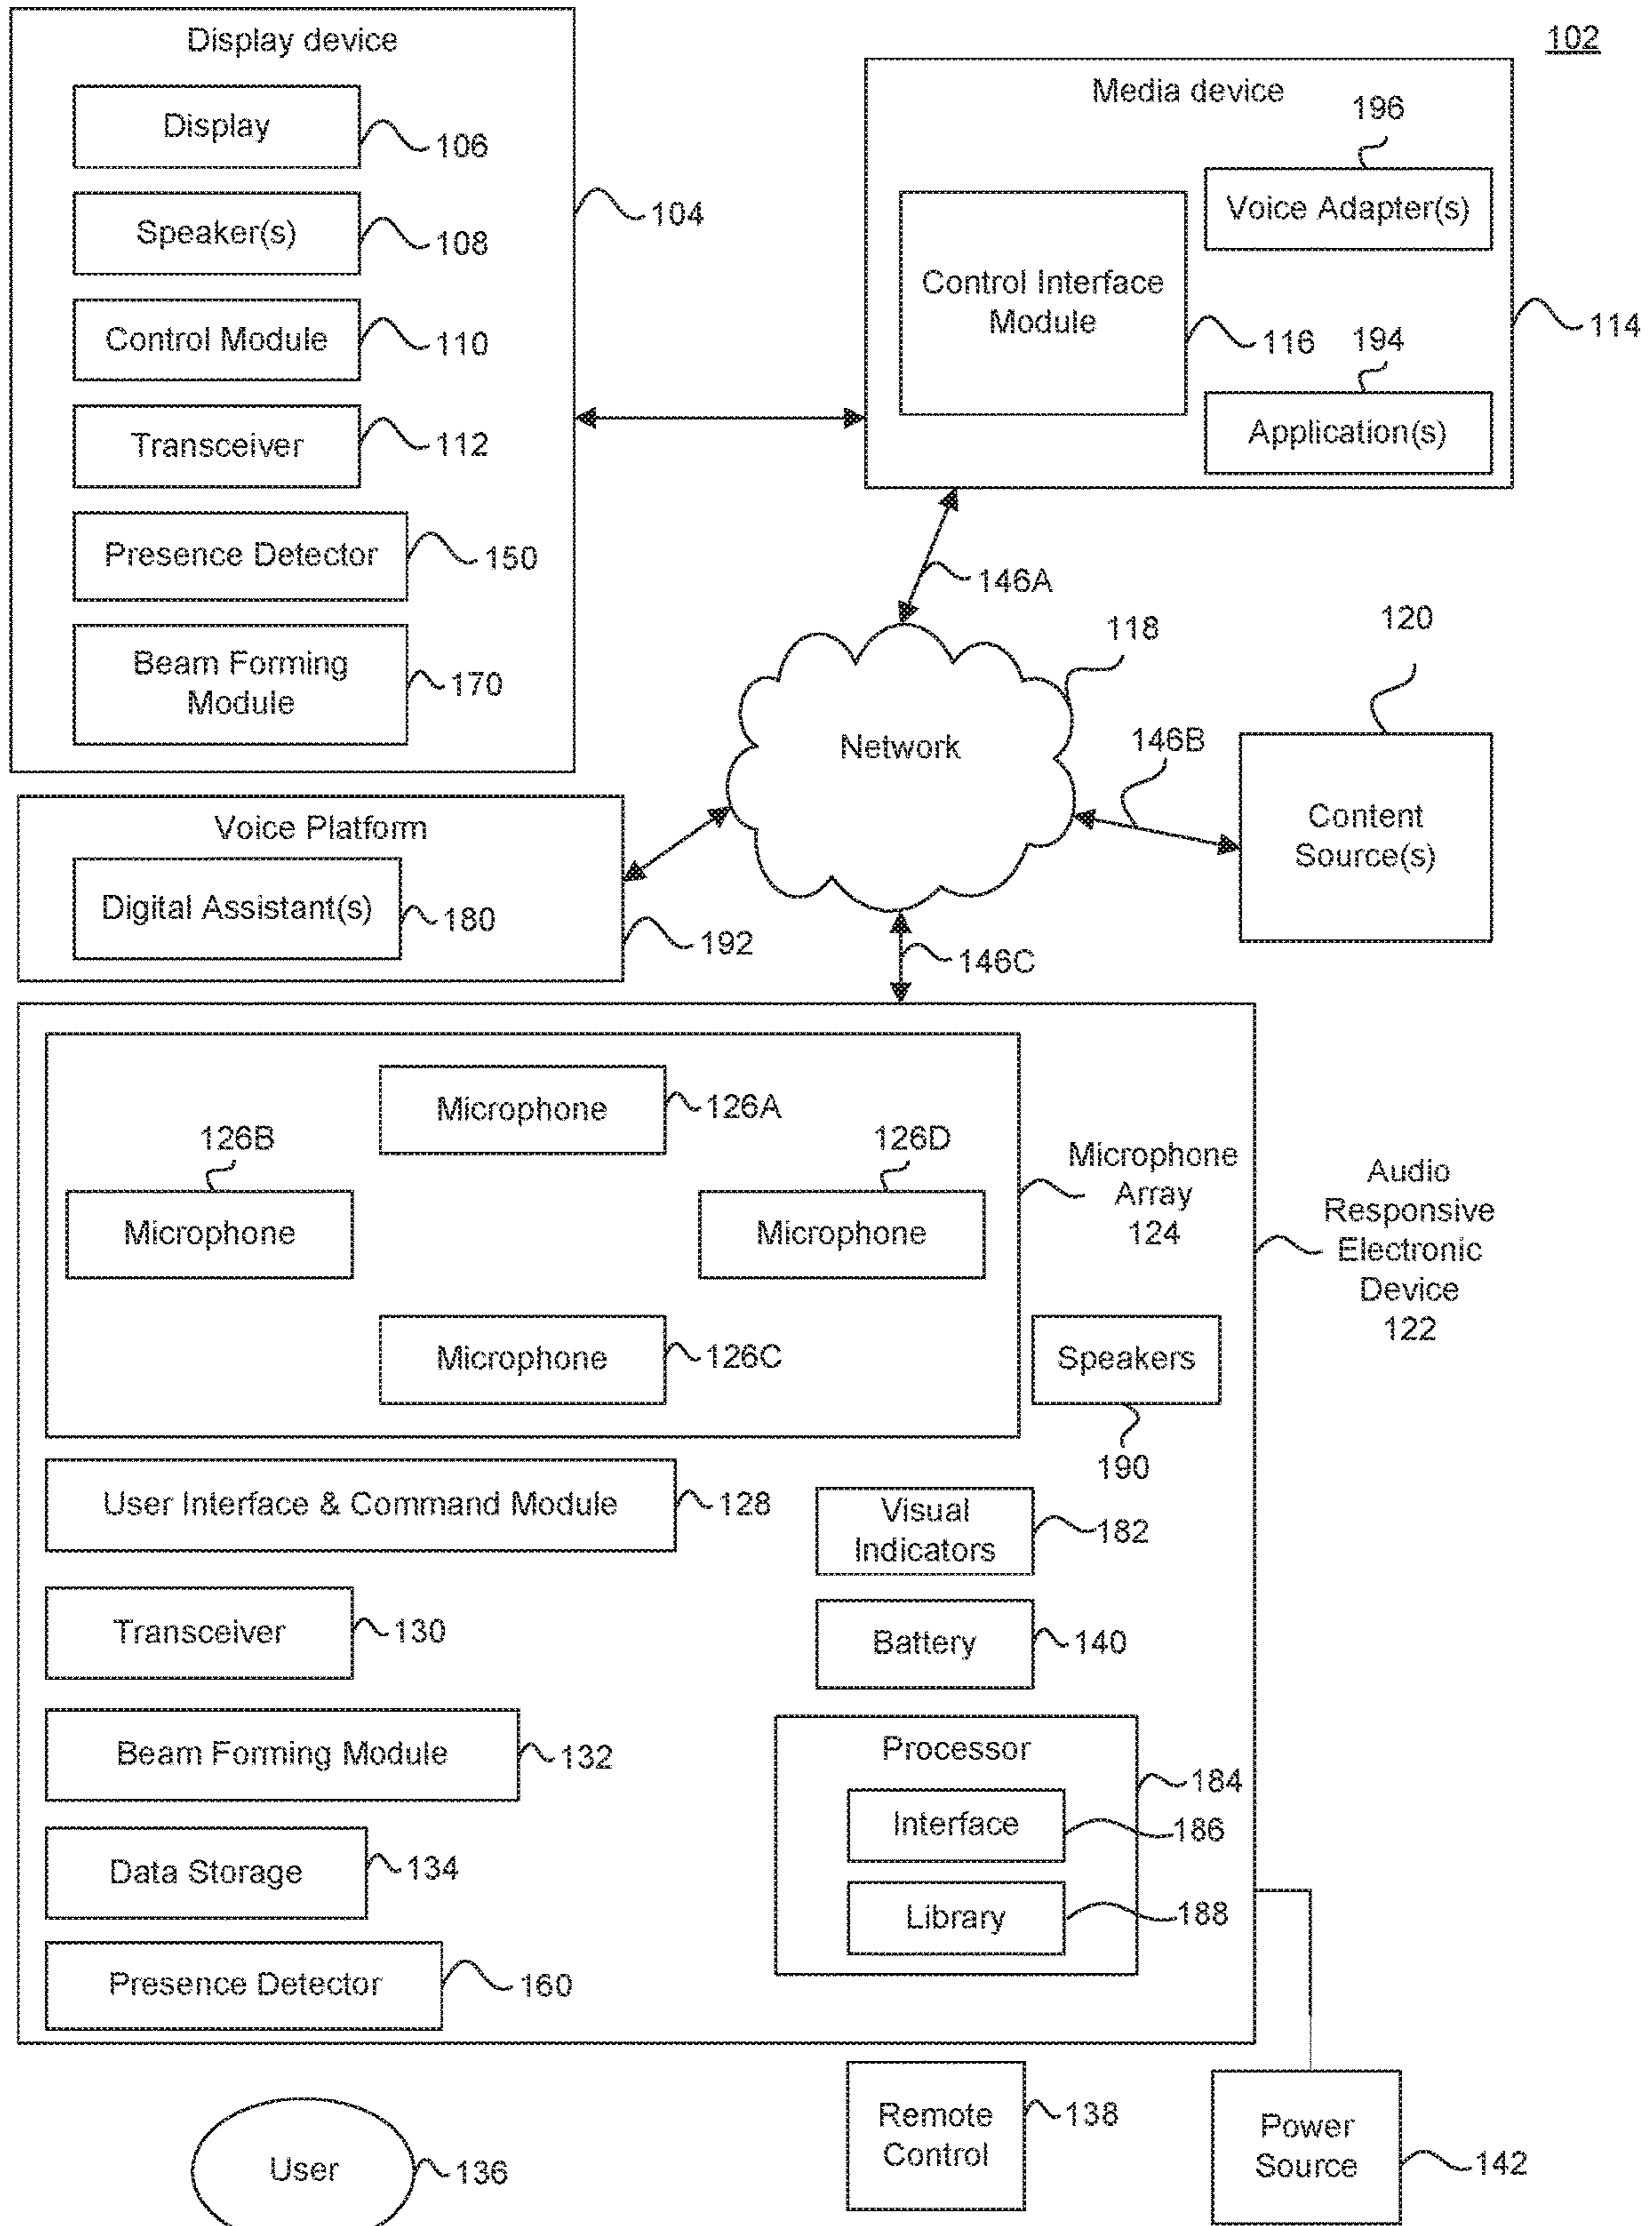 102
Display device
Display
106
Speaker(s)
108
Control Module
110
Transceiver
112
Presence Detector
150
Beam Forming
Module
170
104
Media device
196
Voice Adapter(s)
Control Interface
Module
116
194
Application(s)
114
146A
118
Network
120
146B
Content
Source(s)
Voice Platform
Digital Assistant(s)
180
192
146C
Microphone
126A
126B
Microphone
126D
Microphone
Microphone
126C
Microphone
Array
124
Audio
Responsive
Electronic
Device
122
Speakers
190
User Interface & Command Module
128
Visual
Indicators
182
Transceiver
130
Battery
140
Beam Forming Module
132
Processor
184
Interface
186
Library
188
Data Storage
134
Presence Detector
160
User
136
Remote
Control
138
Power
Source
142